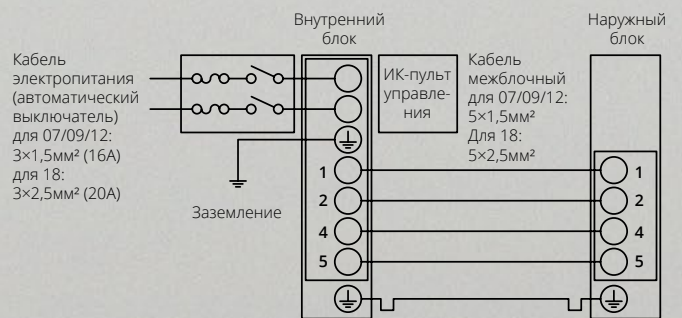 Внутренний
блок
Наружный
блок
Кабель
электропитания
(автоматический
выключатель)
для 07/09/12:
3×1,5мм² (16А)
для 18:
3×2,5мм² (20А)
ИК-пульт
управле-
ния
Кабель
межблочный
для 07/09/12:
5×1,5мм²
Для 18:
5×2,5мм²
Заземление
1
2
4
5
1
2
4
5